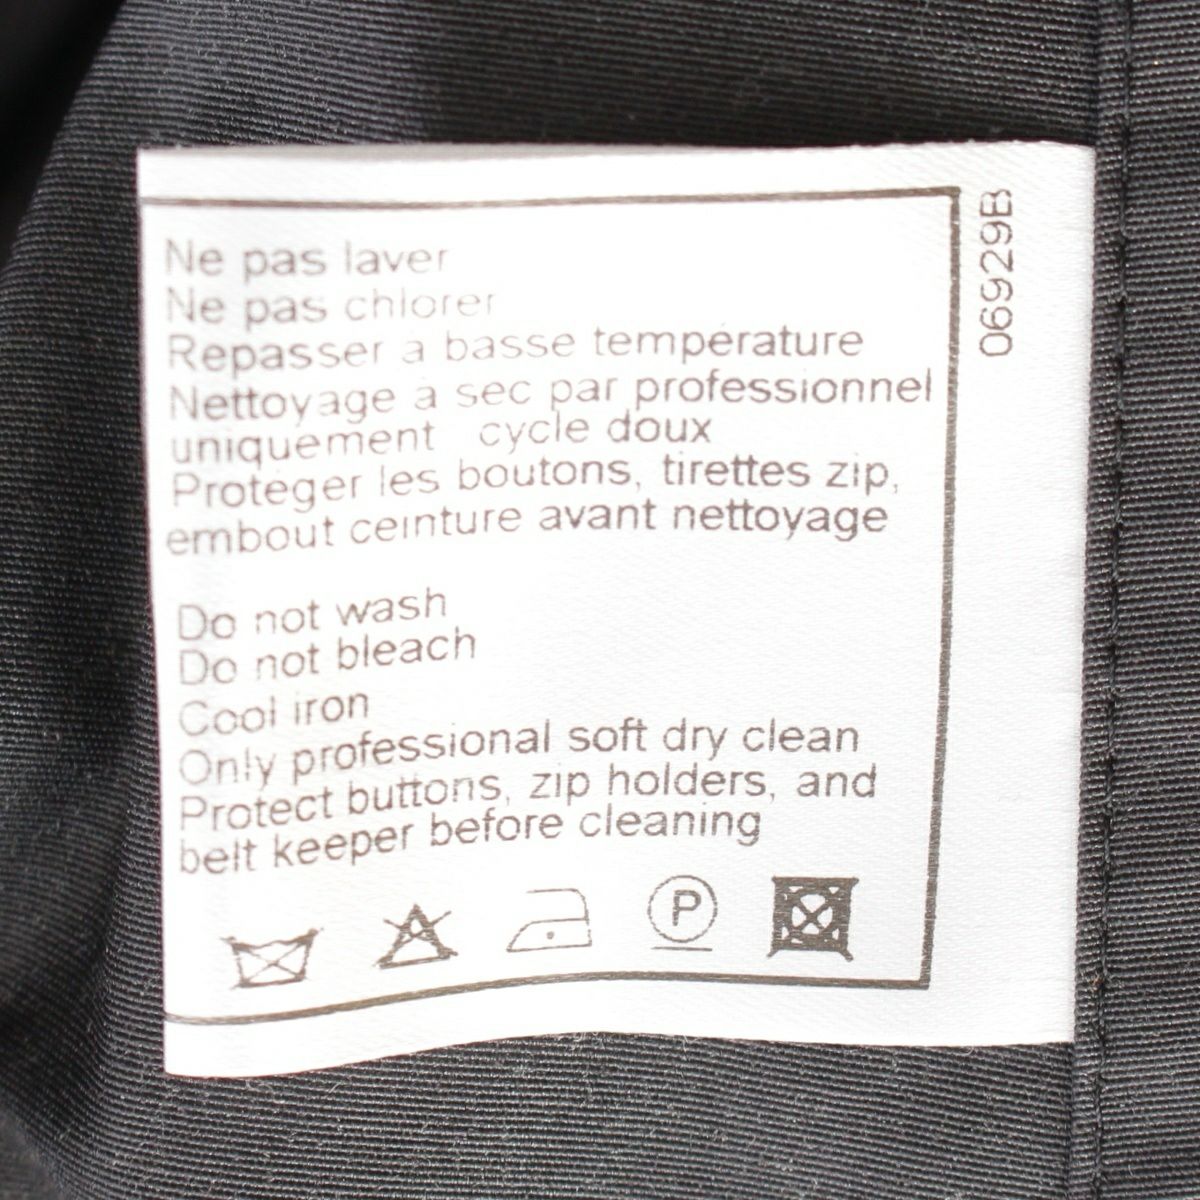 Ne pas laver
Ne pas chlorer
Repasser à basse température
Nettoyage à sec par professionnel
uniquement cycle doux
Protéger les boutons, tirettes zip,
embout ceinture avant nettoyage
Do not wash
Do not bleach
Cool iron
Only professional soft dry clean
Protect buttons, zip holders, and
belt keeper before cleaning
P
06929B